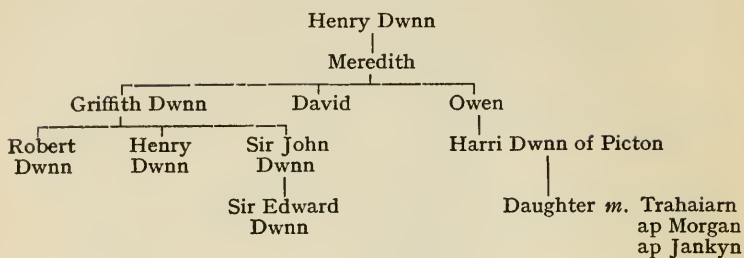 Henry Dwnn
Meredith
Griffith Dwnn David Owen
Robert Henry Sir John Harri Dwnn of Picton
Dwnn Dwnn Dwnn
Sir Edward Daughter m. Trahaiarn
Dwnn ap Morgan
ap Jankyn